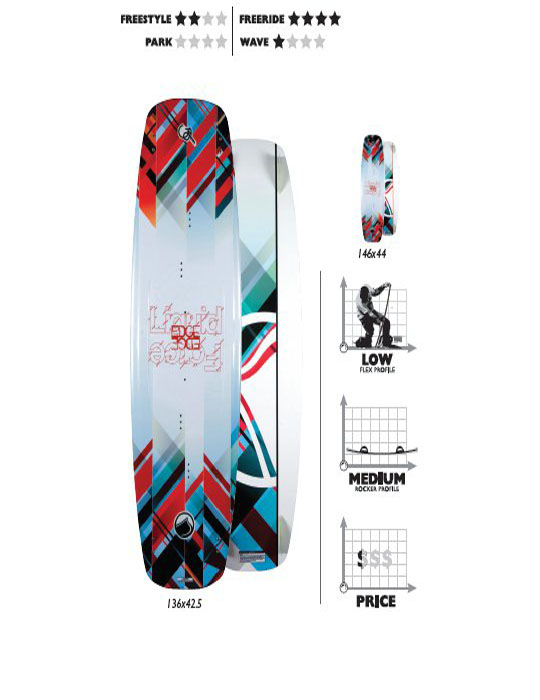 FREESTYLE
FREERIDE
PARK
WAVE
146x44
Liquid
EDGE
LOW
FLEX PROFILE
MEDIUM
ROCKER PROFILE
$$$
PRICE
136x42.5